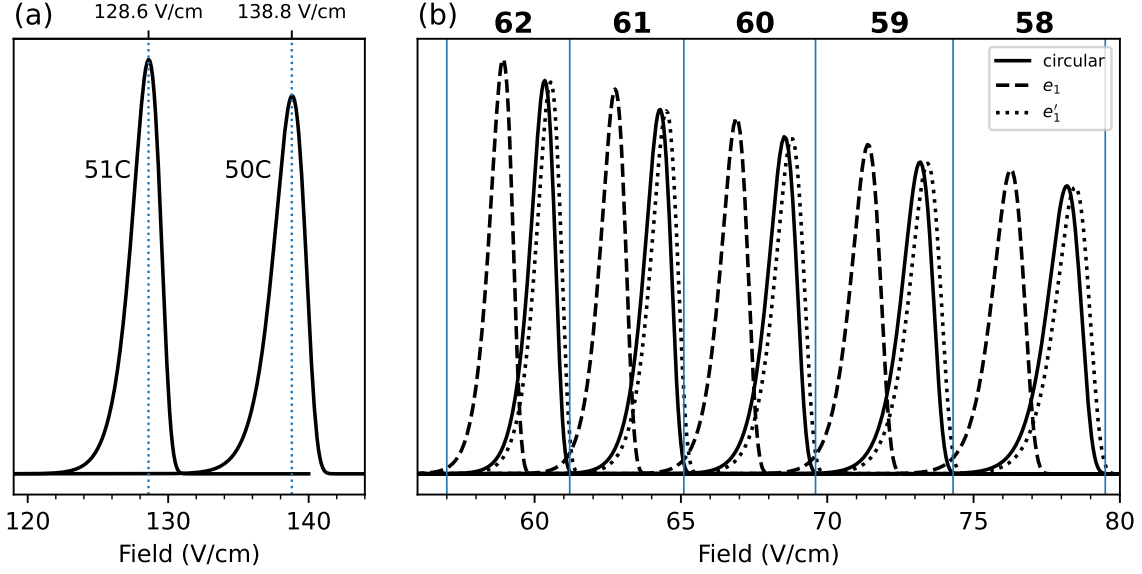 (a)
128.6 V/cm
138.8 V/cm
51C
50C
120
130
140
Field (V/cm)
(b)
62
61
60
59
58
circular
e₁
e′₁
60
65
70
75
80
Field (V/cm)